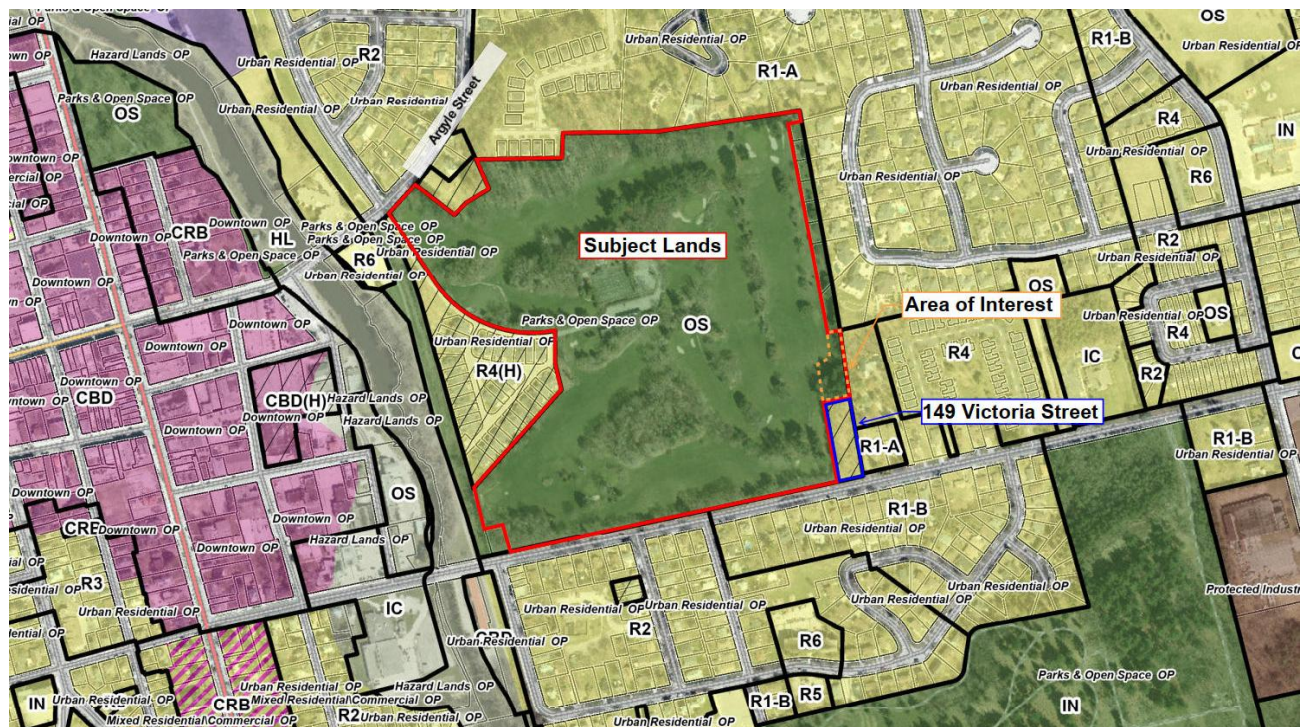 Parks & Open Space OP
Hazard Lands OP
Downtown OP
Urban Residential OP
R2
Urban Residential OP
Urban Residential OP
Urban Residential OP
R1-A
R1-B
OS
Urban Residential OP
Parks & Open Space OP
OS
Argyle Street
Urban Residential OP
R4
Urban Residential OP
IN
R6
Downtown OP
Downtown OP
CRB
Downtown OP
HL
Parks & Open Space OP
Parks & Open Space OP
Parks & Open Space OP
Urban Residential OP
R6
Urban Residential OP
Subject Lands
Urban Residential OP
R2
Urban Residential OP
OS
Area of Interest
Parks & Open Space OP
OS
Urban Residential OP
R4(H)
R4
IC
Urban Residential OP
R4
OS
R2
Downtown OP
Downtown OP
CBD
Downtown OP
CBD(H)
Hazard Lands OP
Hazard Lands OP
149 Victoria Street
R1-A
R1-B
Urban Residential OP
Downtown OP
OS
Downtown OP
Downtown OP
Hazard Lands OP
R1-B
Urban Residential OP
R3
Urban Residential OP
IC
Urban Residential OP
CBD
Urban Residential OP
R2
Urban Residential OP
Urban Residential OP
Urban Residential OP
R6
Protected Indust
Parks & Open Space OP
IN
Urban Residential OP
Hazard Lands OP
Mixed Residential\Commercial OP
CRB
R2
Urban Residential OP
IN
Urban Residential OP
Mixed Residential\Commercial OP
R1-B
R5
Urban Residential OP